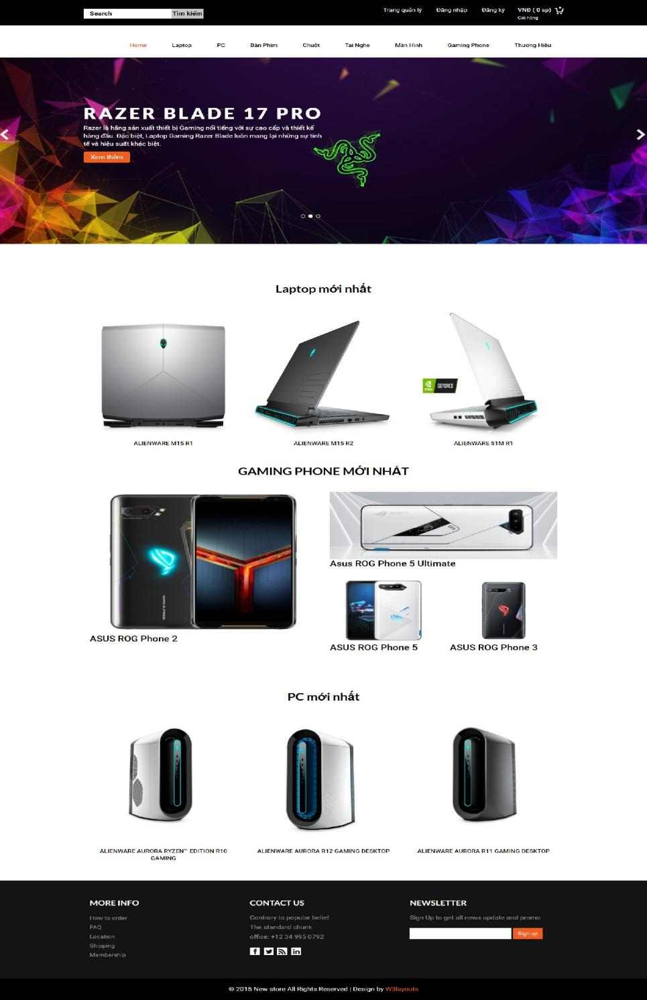 Search Tìm kiếm Trang quản lý Đăng nhập Đăng ký VNĐ ( 0 sp)
Giỏ hàng
Home Laptop PC Bàn Phím Chuột Tai Nghe Màn Hình Gaming Phone Thương Hiệu
RAZER BLADE 17 PRO
Razer là hãng sản xuất thiết bị Gaming nổi tiếng với sự cao cấp và thiết kế
hàng đầu. Đặc biệt, Laptop Gaming Razer Blade luôn mang lại những sự tinh
tế và hiệu suất khác biệt.
Xem thêm
Laptop mới nhất
GEFORCE
ALIENWARE M15 R1 ALIENWARE M15 R2 ALIENWARE 51M R1
GAMING PHONE MỚI NHẤT
Asus ROG Phone 5 Ultimate
ASUS ROG Phone 2
ASUS ROG Phone 5 ASUS ROG Phone 3
PC mới nhất
ALIENWARE AURORA RYZEN™ EDITION R10 ALIENWARE AURORA R12 GAMING DESKTOP ALIENWARE AURORA R11 GAMING DESKTOP
GAMING
MORE INFO CONTACT US NEWSLETTER
How to order Contrary to popular belief Sign Up to get all news update and promo
FAQ The standard chunk
Sign up
Location office: +12 34 995 0792
Shipping
Membership
© 2015 New store All Rights Reserved | Design by W3layouts